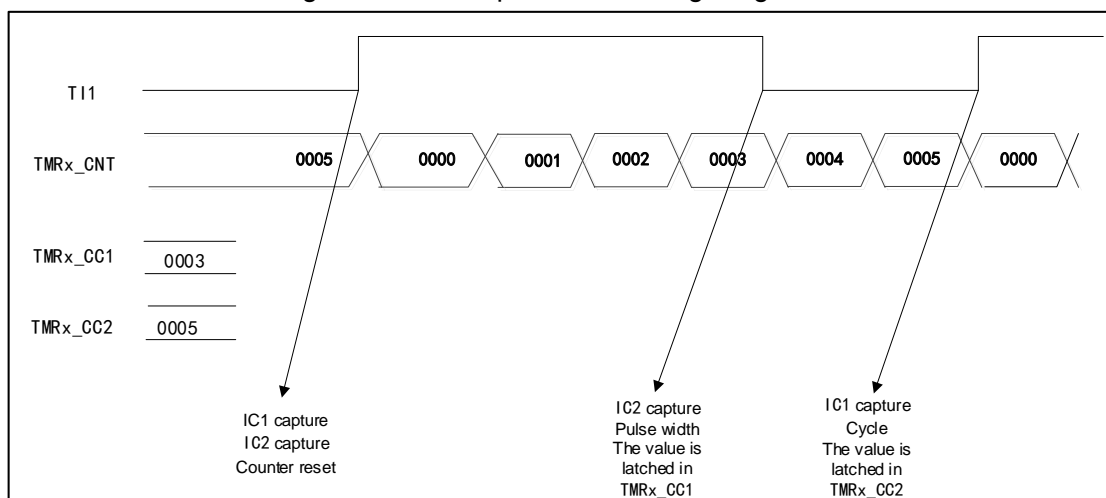 TI1
TMRx_CNT 0005 0000 0001 0002 0003 0004 0005 0000
TMRx_CC1 0003
TMRx_CC2 0005
IC1 capture
IC2 capture
Counter reset
IC2 capture
Pulse width
The value is
latched in
TMRx_CC1
IC1 capture
Cycle
The value is
latched in
TMRx_CC2